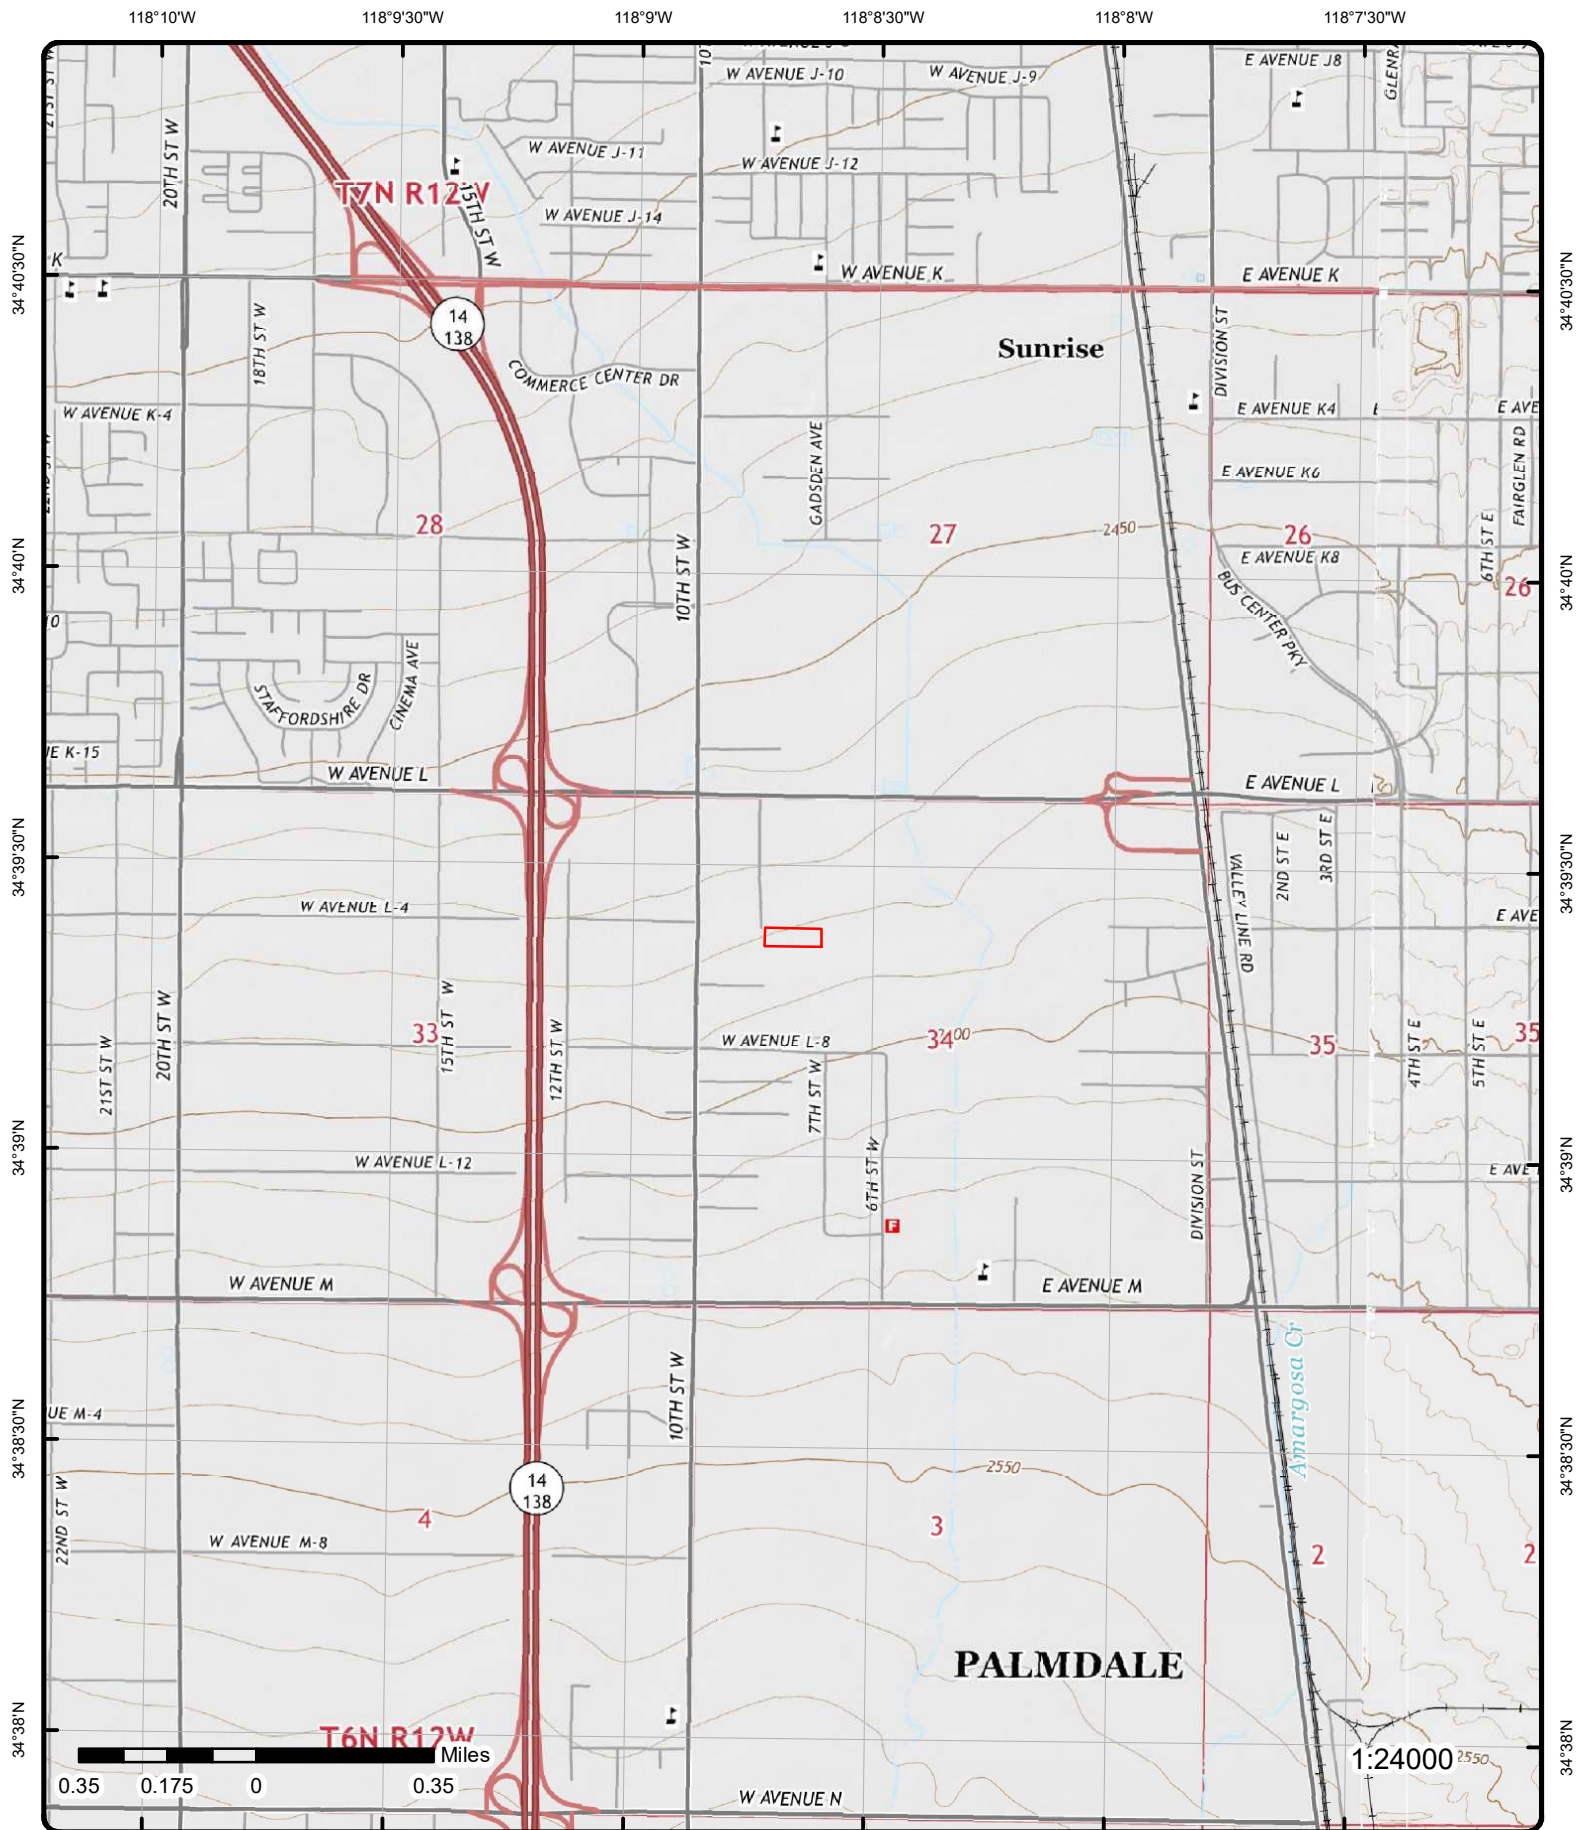 118°10'W 118°9'30"W 118°9'W 118°8'30"W 118°8'W 118°7'30"W
W AVENUE J-10
W AVENUE J-9
E AVENUE J8
20TH ST W
W AVENUE J-11
W AVENUE J-12
T7N R12W
15TH ST W
W AVENUE J-14
K
W AVENUE K
E AVENUE K
34°40'30"N
34°40'30"N
14
138
18TH ST W
Sunrise
DIVISION ST
COMMERCE CENTER DR
W AVENUE K-4
E AVENUE K4
E AVE
GADSDEN AVE
FAIRGLEN RD
E AVENUE K6
28
27
2450
26
6TH ST E
E AVENUE K8
10TH ST W
34°40'N
34°40'N
26
BUS CENTER PKY
10
STAFFORDSHIRE DR
CINEMA AVE
UE K-15
W AVENUE L
E AVENUE L
34°39'30"N
34°39'30"N
2ND ST E
3RD ST E
VALLEY LINE RD
W AVENUE L-4
E AVE
20TH ST W
21ST ST W
33
15TH ST W
12TH ST W
W AVENUE L-8
34
35
35
4TH ST E
5TH ST E
7TH ST W
34°39'N
34°39'N
W AVENUE L-12
6TH ST W
DIVISION ST
E AVE
F
W AVENUE M
E AVENUE M
Amargosa Cr
10TH ST W
UE M-4
34°38'30"N
34°38'30"N
2550
14
138
22ND ST W
4
3
W AVENUE M-8
2
2
PALMDALE
34°38'N
34°38'N
T6N R12W
Miles
1:24000
2550
0.35 0.175 0 0.35
W AVENUE N